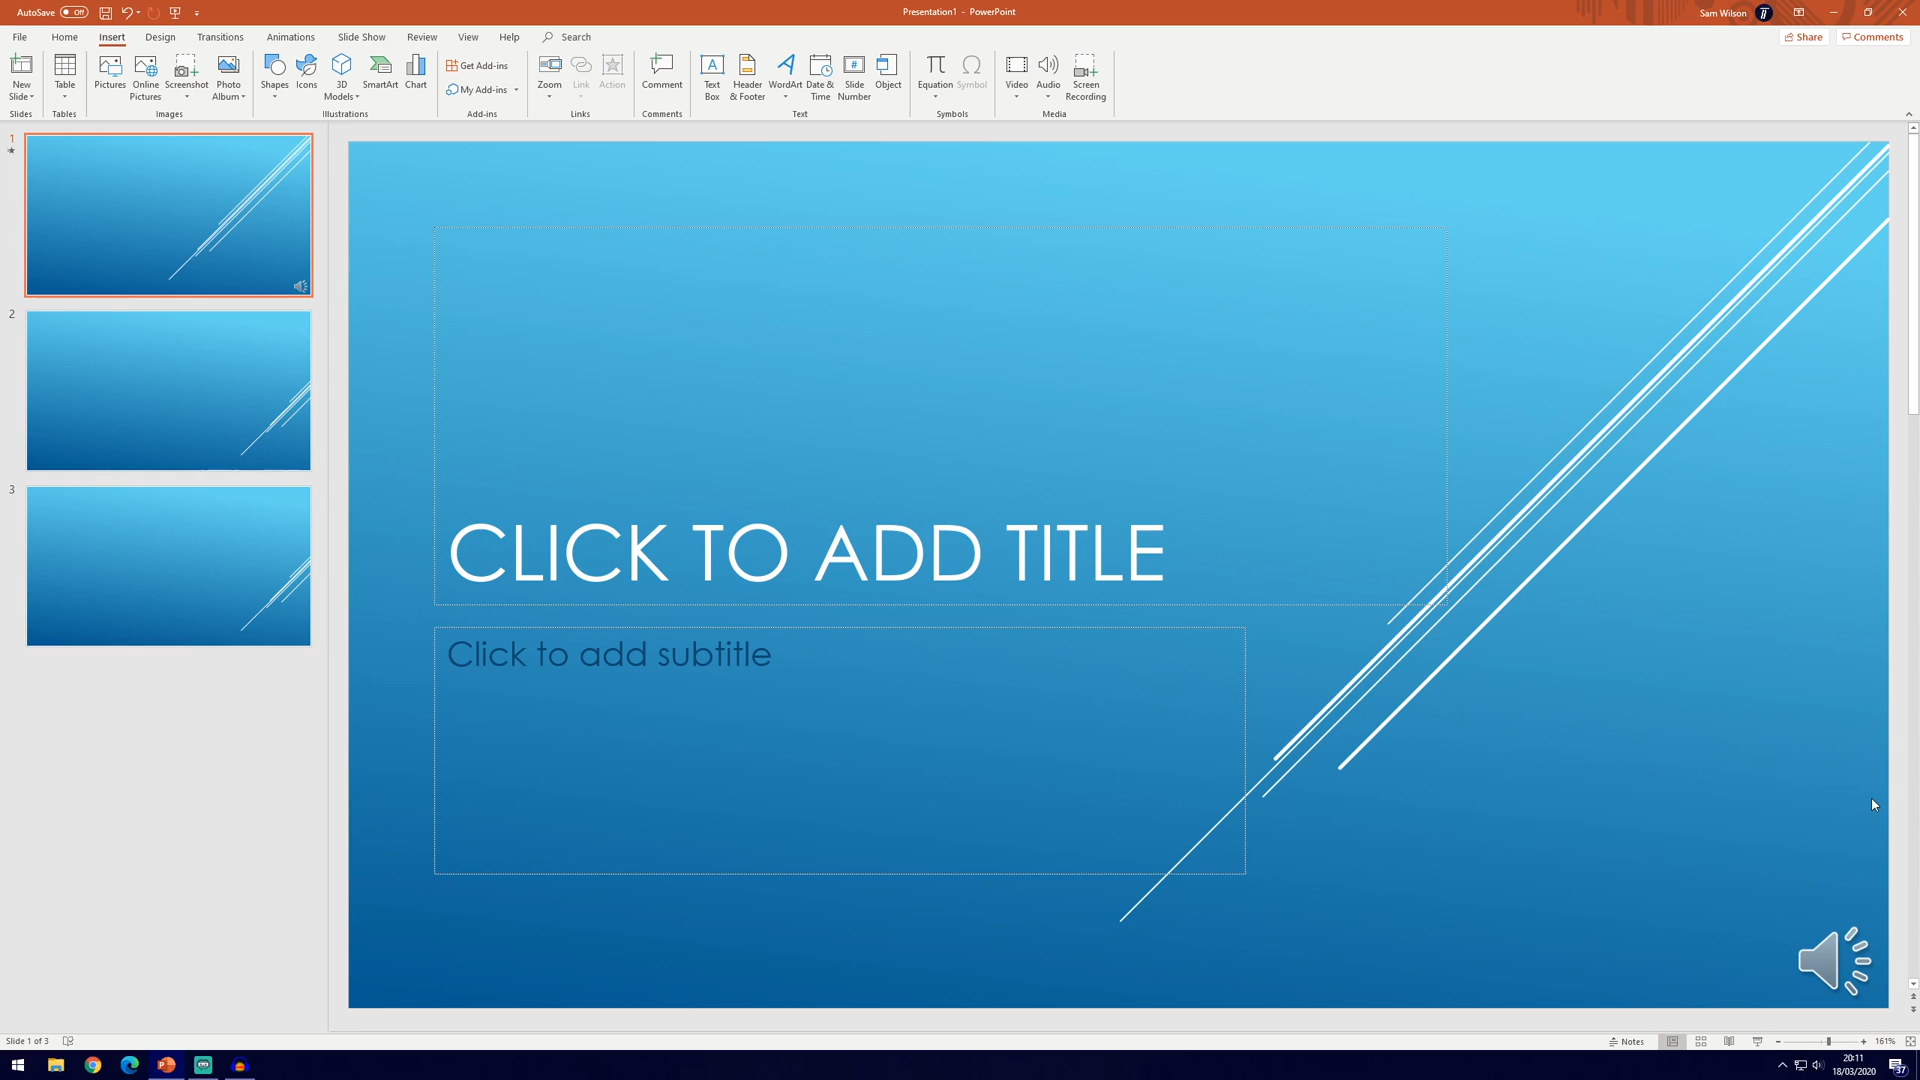 AutoSave Off
Presentation1 - PowerPoint
Sam Wilson
File Home Insert Design Transitions Animations Slide Show Review View Help Search
Share Comments
New Slide
Table
Pictures
Online Pictures
Screenshot
Photo Album
Shapes
Icons
3D Models
SmartArt
Chart
Get Add-ins
My Add-ins
Zoom
Link
Action
Comment
Text Box
Header & Footer
WordArt
Date & Time
Slide Number
Object
Equation
Symbol
Video
Audio
Screen Recording
Slides Tables Images Illustrations Add-ins Links Comments Text Symbols Media
1
2
3
CLICK TO ADD TITLE
Click to add subtitle
Slide 1 of 3
Notes
161%
20:11
18/03/2020
37